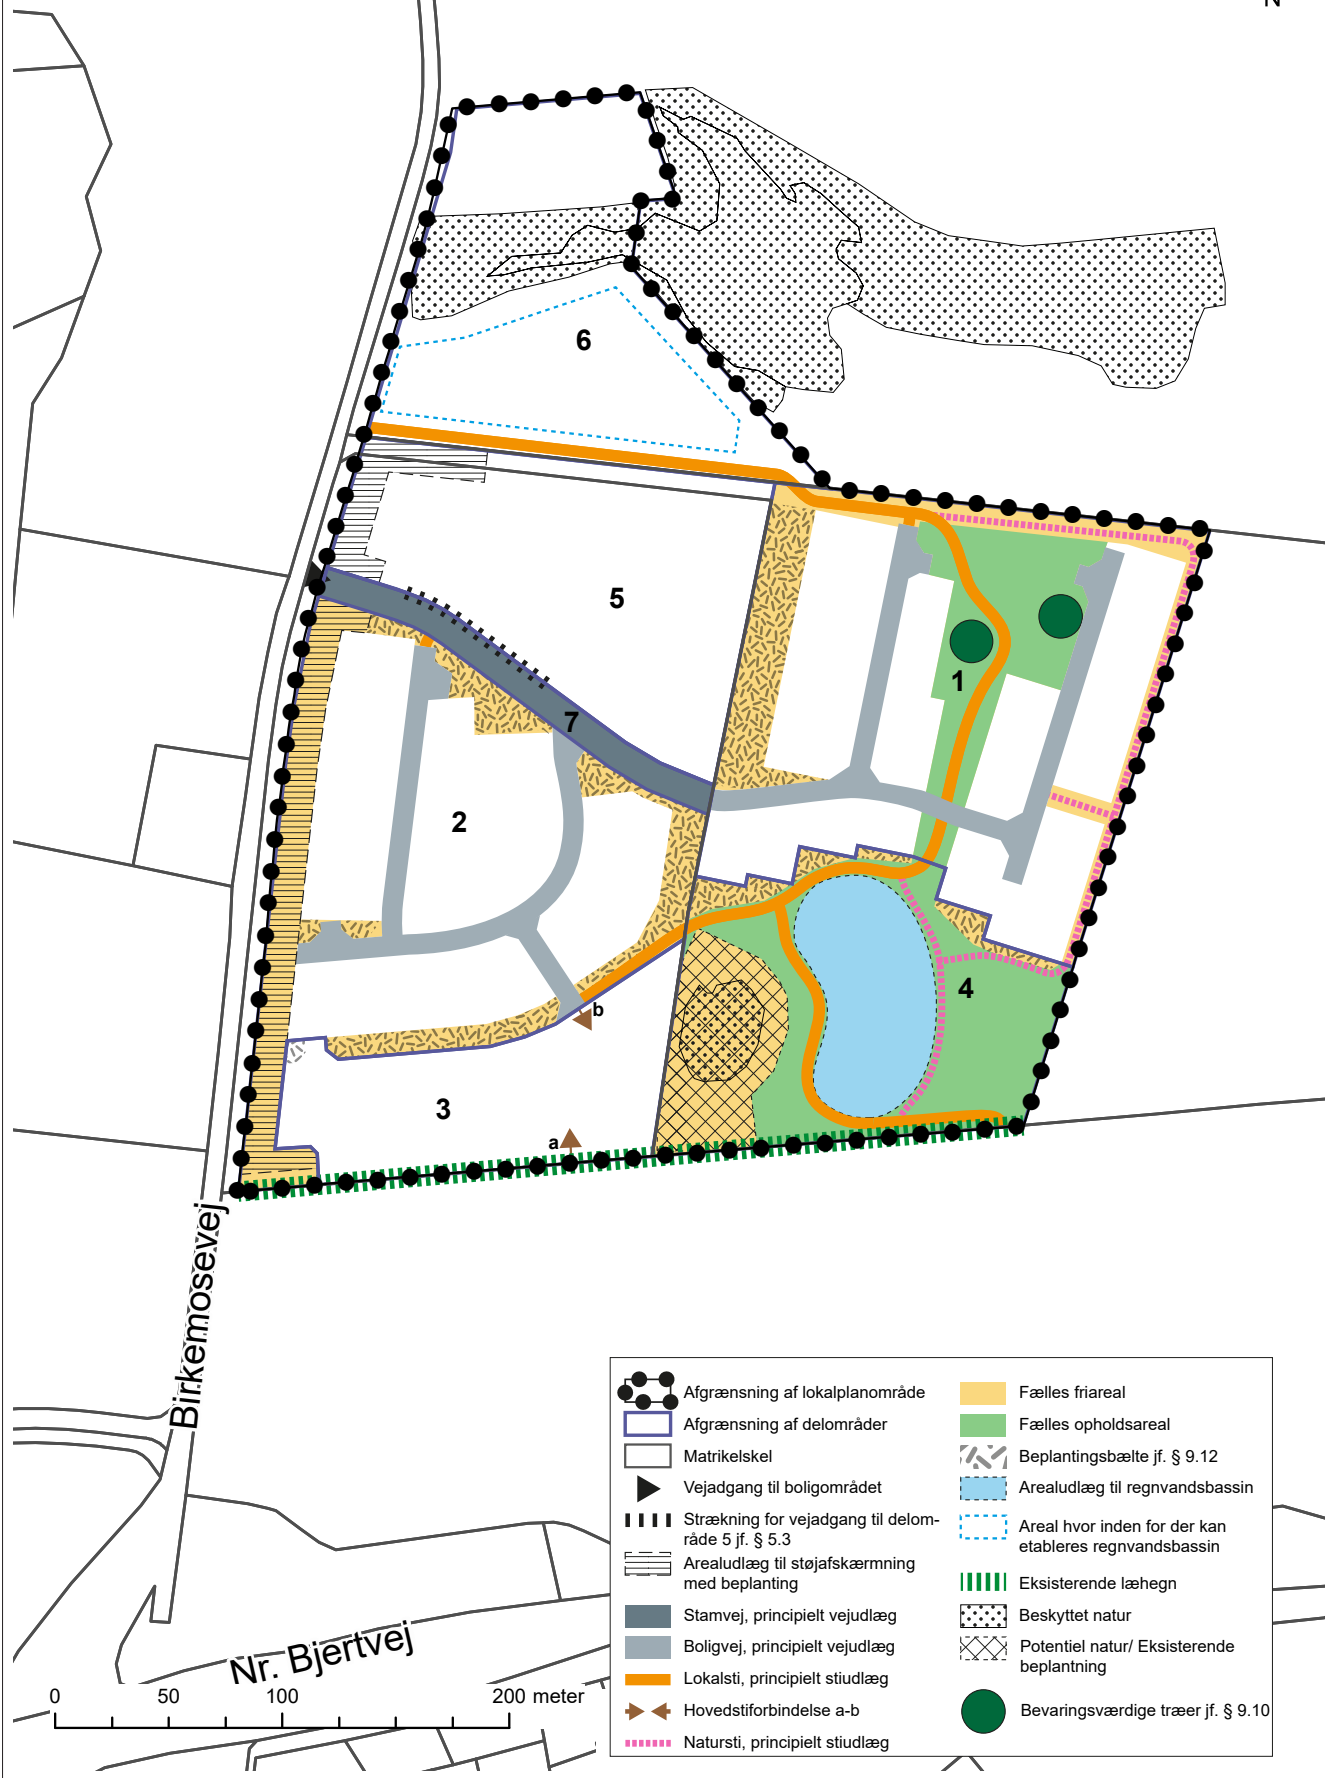 N
6
5
1
7
2
b
4
3
a
Birkemosevej
Nr. Bjertvej
0 50 100 200 meter
Afgrænsning af lokalplanområde
Afgrænsning af delområder
Matrikelskel
Vejadgang til boligområdet
Strækning for vejadgang til delom-
råde 5 jf. § 5.3
Arealudlæg til støjafskærmning
med beplanting
Stamvej, principielt vejudlæg
Boligvej, principielt vejudlæg
Lokalsti, principielt stiudlæg
Hovedstiforbindelse a-b
Natursti, principielt stiudlæg
Fælles friareal
Fælles opholdsareal
Beplantingsbælte jf. § 9.12
Arealudlæg til regnvandsbassin
Areal hvor inden for der kan
etableres regnvandsbassin
Eksisterende læhegn
Beskyttet natur
Potentiel natur/ Eksisterende
beplantning
Bevaringsværdige træer jf. § 9.10